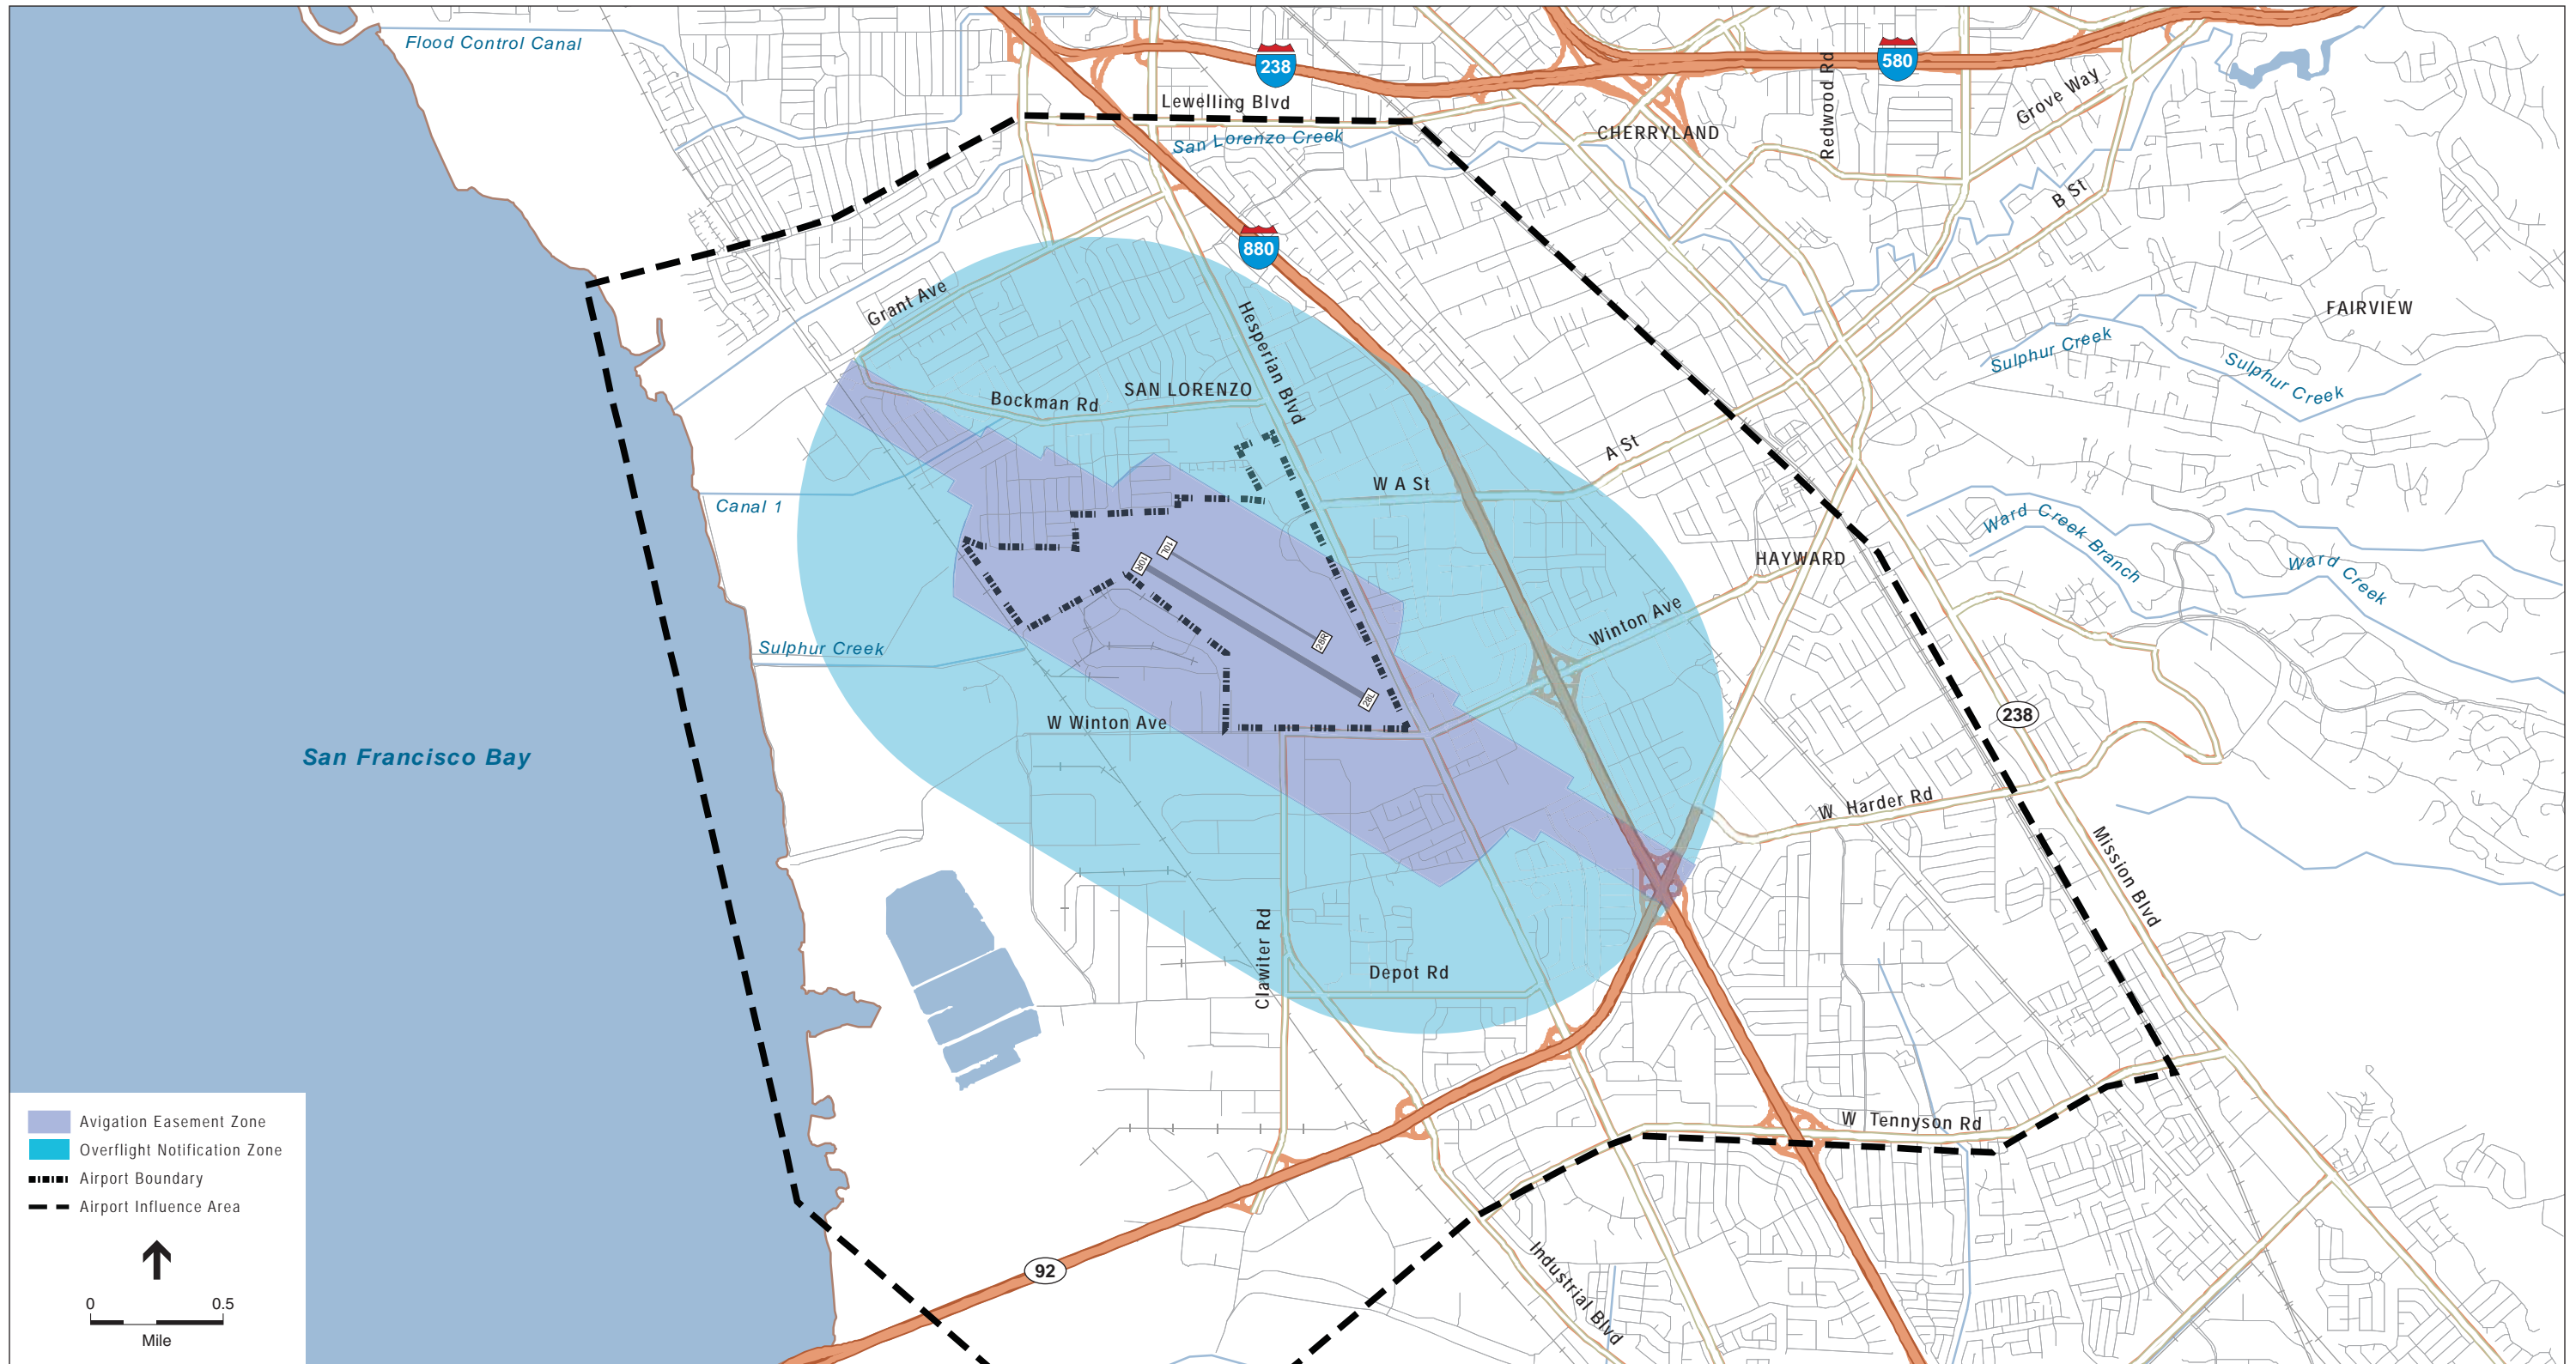 Flood Control Canal
238
580
Lewelling Blvd
San Lorenzo Creek
CHERRYLAND
Redwood Rd
Grove Way
B St
880
Grant Ave
Hesperian Blvd
FAIRVIEW
Sulphur Creek
Sulphur Creek
Bockman Rd
SAN LORENZO
A St
W A St
Canal 1
Ward Creek Branch
Ward Creek
HAYWARD
10L
10R
28R
28L
Winton Ave
Sulphur Creek
W Winton Ave
238
San Francisco Bay
W Harder Rd
Mission Blvd
Clawiter Rd
Depot Rd
W Tennyson Rd
92
Industrial Blvd
Avigation Easement Zone
Overflight Notification Zone
Airport Boundary
Airport Influence Area
0 0.5
Mile